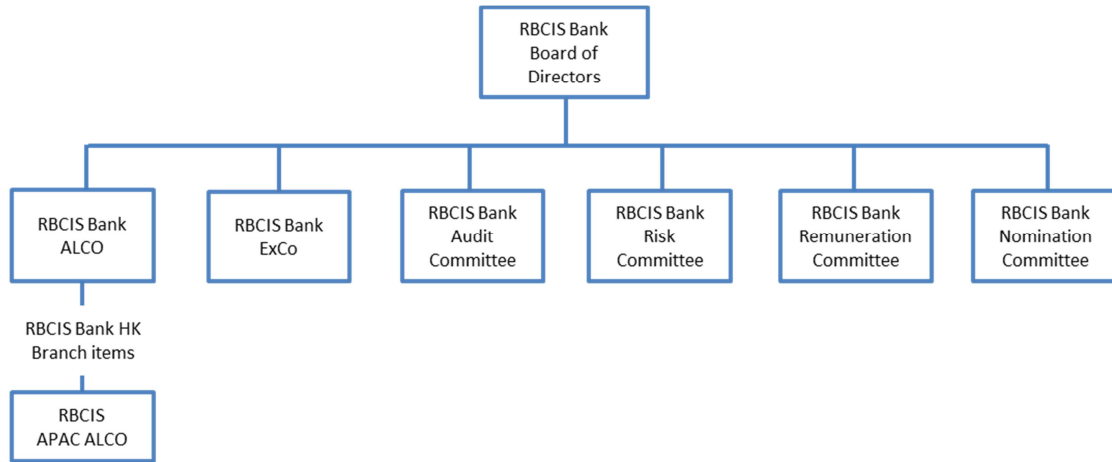 RBCIS Bank
Board of
Directors
RBCIS Bank
ALCO
RBCIS Bank
ExCo
RBCIS Bank
Audit
Committee
RBCIS Bank
Risk
Committee
RBCIS Bank
Remuneration
Committee
RBCIS Bank
Nomination
Committee
RBCIS Bank HK
Branch items
RBCIS
APAC ALCO